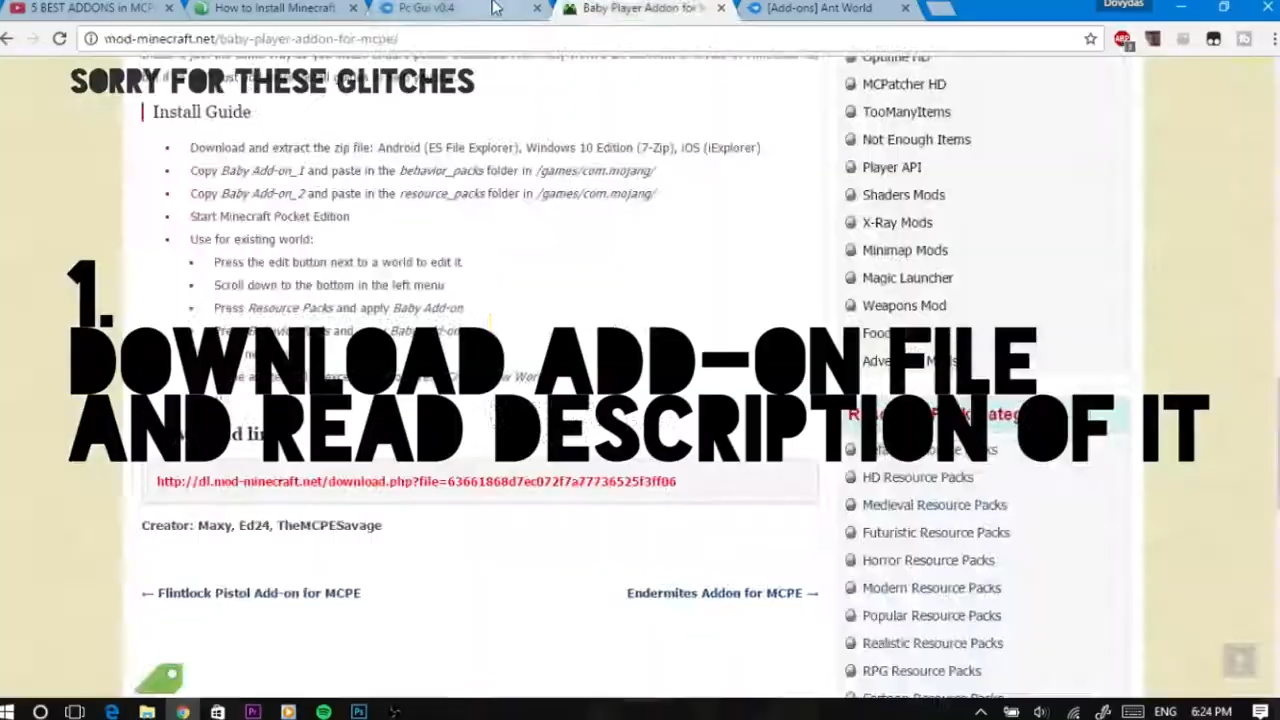 5 BEST ADDONS in MCP
How to Install Minecraft
Pc Gui v0.4
Baby Player Addon for
[Add-ons] Ant World
Dovydas
mod-minecraft.net/baby-player-addon-for-mcpe/
SORRY FOR THESE GLITCHES
Install Guide
Download and extract the zip file: Android (ES File Explorer), Windows 10 Edition (7-Zip), iOS (iExplorer)
Copy Baby Add-on_1 and paste in the behavior_packs folder in /games/com.mojang/
Copy Baby Add-on_2 and paste in the resource_packs folder in /games/com.mojang/
Start Minecraft Pocket Edition
Use for existing world:
Press the edit button next to a world to edit it
Scroll down to the bottom in the left menu
Press Resource Packs and apply Baby Add-on
1.
DOWNLOAD ADD-ON FILE
AND READ DESCRIPTION OF IT
http://dl.mod-minecraft.net/download.php?file=63661868d7ec072f7a77736525f3ff06
Creator: Maxy, Ed24, TheMCPESavage
← Flintlock Pistol Add-on for MCPE
Endermites Addon for MCPE →
Optifine HD
MCPatcher HD
TooManyItems
Not Enough Items
Player API
Shaders Mods
X-Ray Mods
Minimap Mods
Magic Launcher
Weapons Mod
HD Resource Packs
Medieval Resource Packs
Futuristic Resource Packs
Horror Resource Packs
Modern Resource Packs
Popular Resource Packs
Realistic Resource Packs
RPG Resource Packs
Cartoon Resource Packs
ENG
6:24 PM